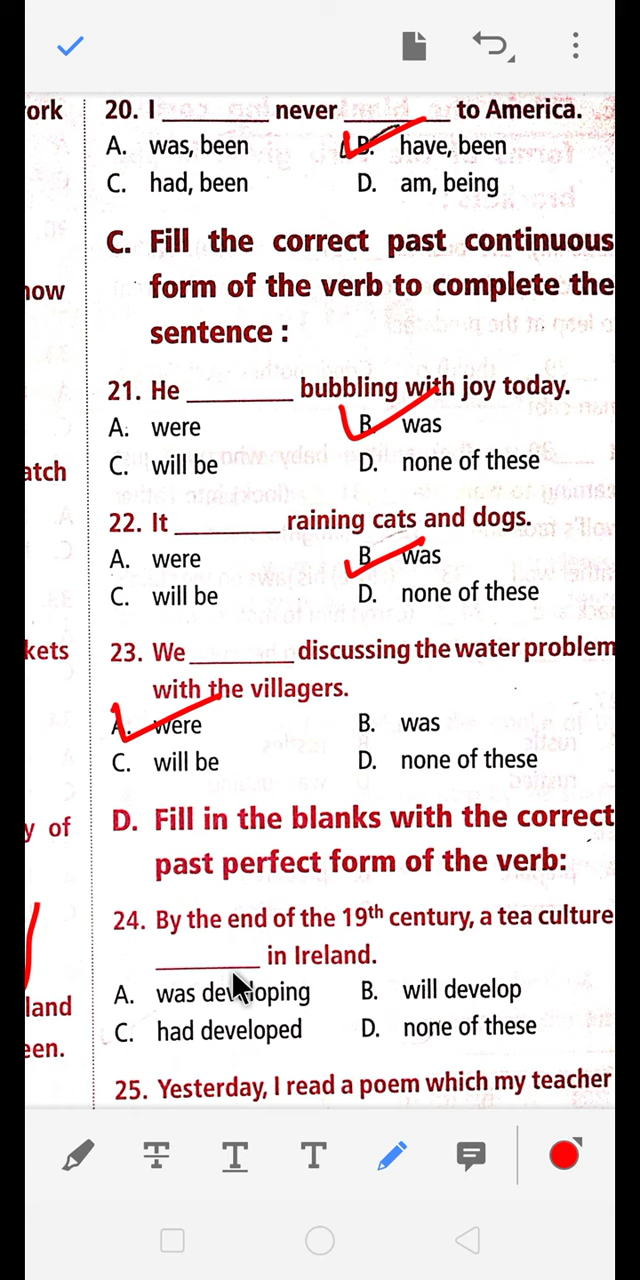 ork
20. I ________ never ________ to America.
A. was, been B. have, been
C. had, been D. am, being
C. Fill the correct past continuous
now
form of the verb to complete the
sentence :
21. He ________ bubbling with joy today.
A. were B. was
atch
C. will be D. none of these
22. It ________ raining cats and dogs.
A. were B. was
C. will be D. none of these
kets
23. We ________ discussing the water problem
with the villagers.
A. were B. was
C. will be D. none of these
y of
D. Fill in the blanks with the correct
past perfect form of the verb:
24. By the end of the 19th century, a tea culture
________ in Ireland.
land
A. was developing B. will develop
C. had developed D. none of these
een.
25. Yesterday, I read a poem which my teacher